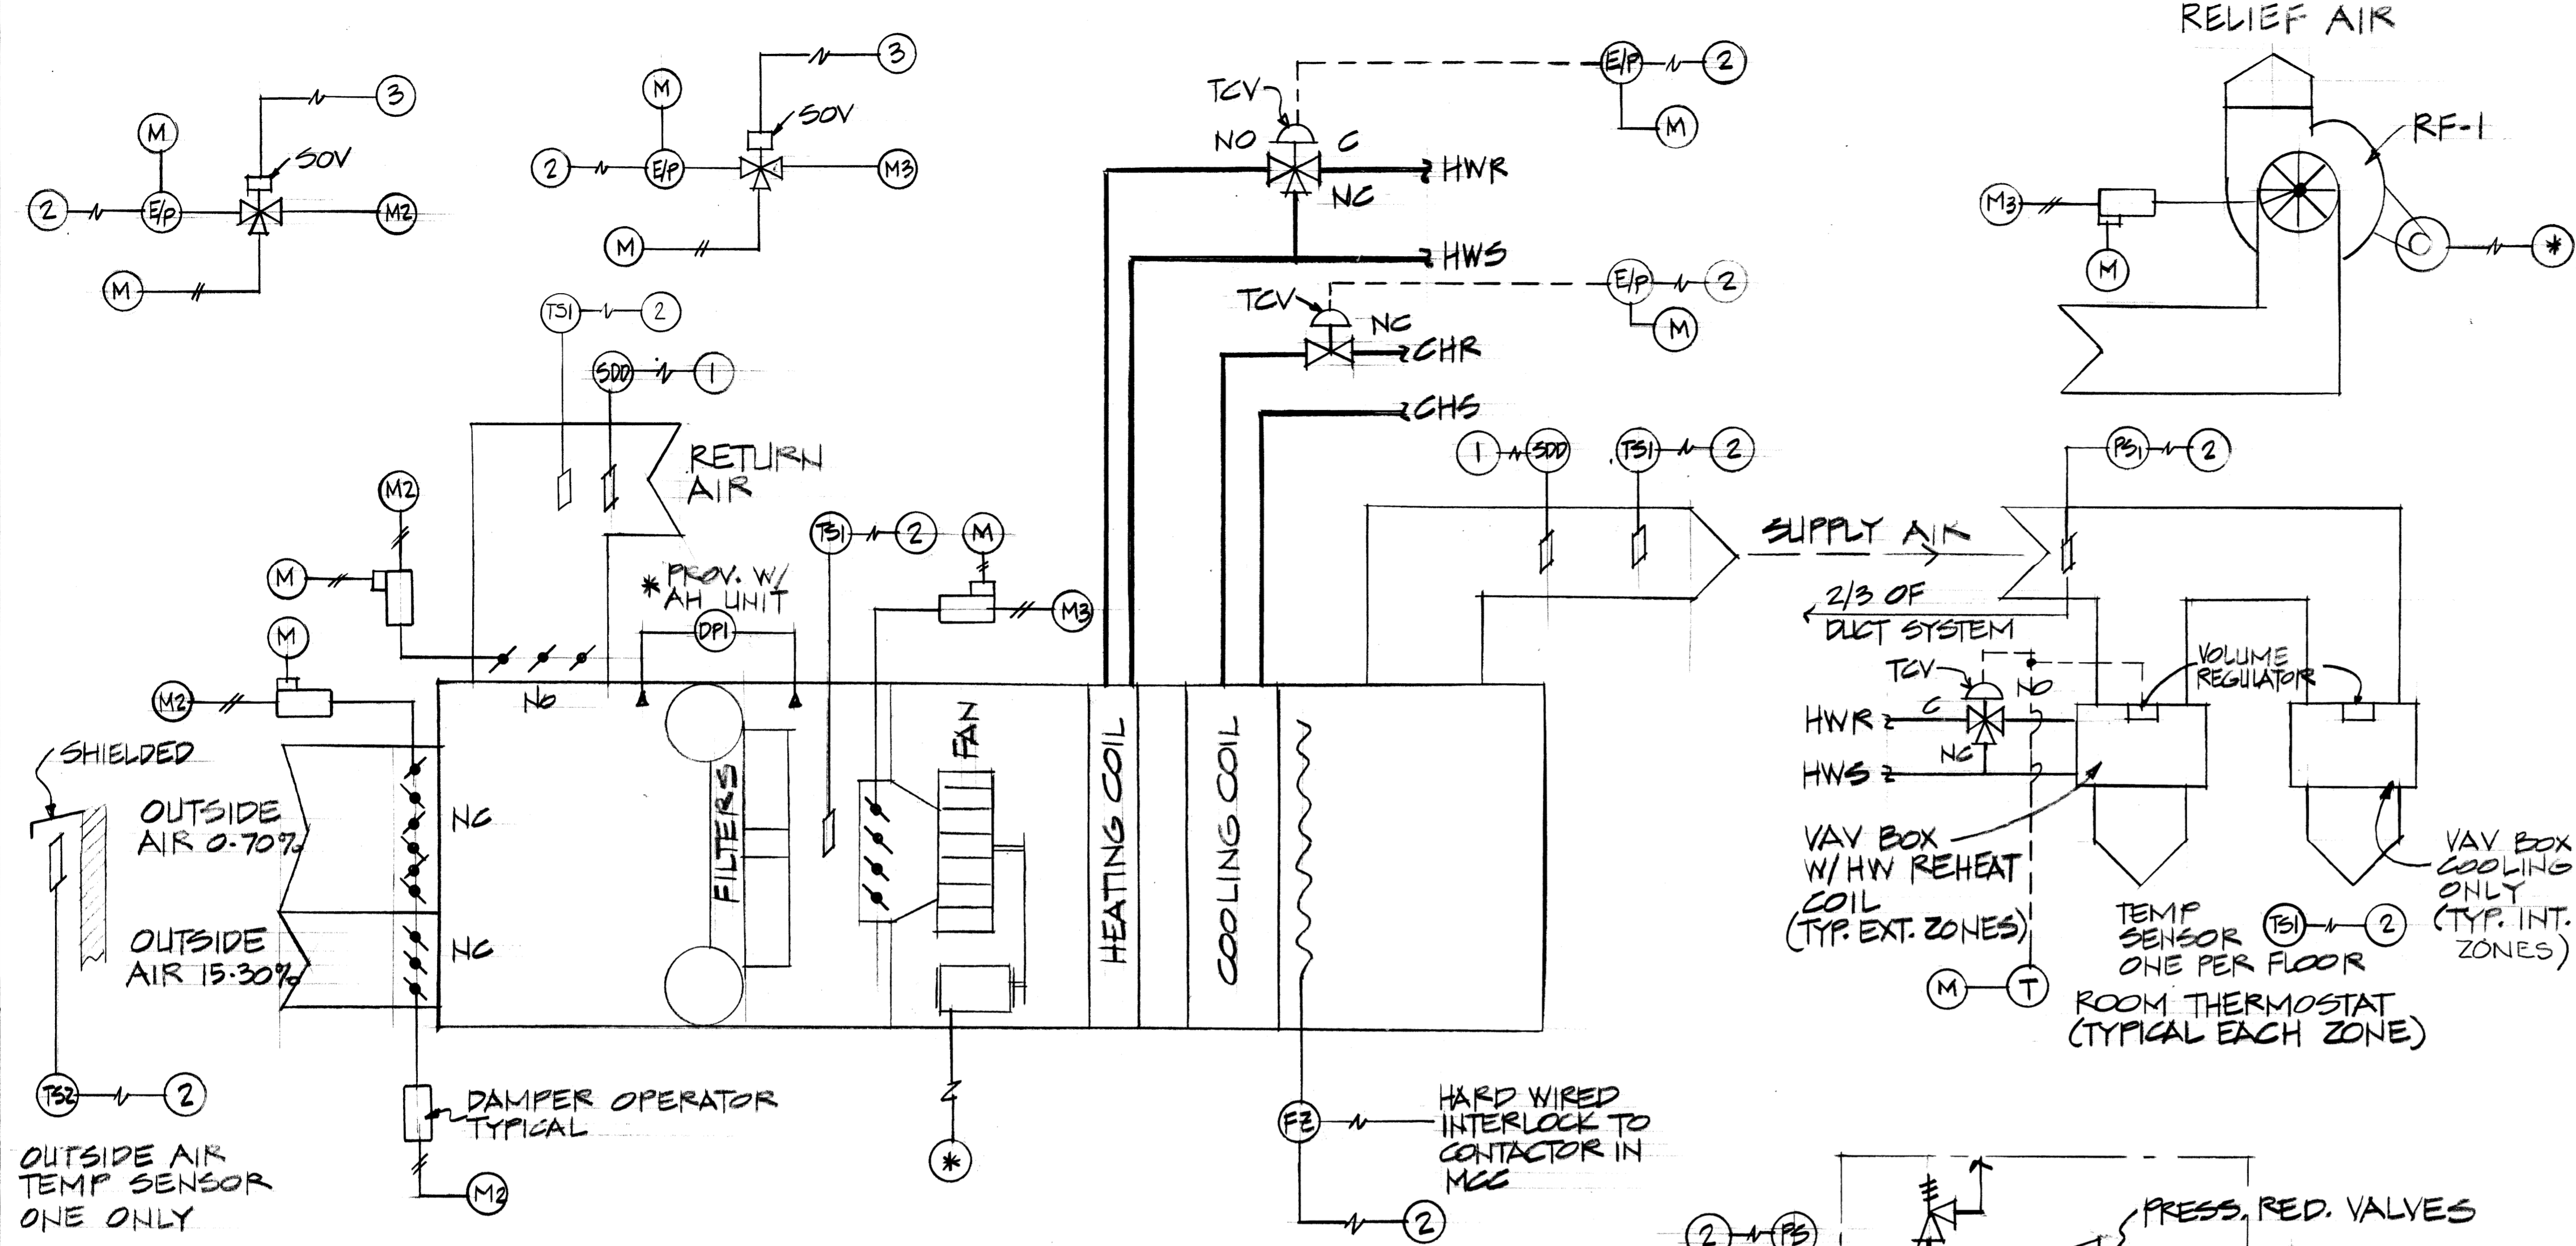 RELIEF AIR
3
M
SOV
2
E/P
M2
M
3
M
SOV
2
E/P
M3
M
TCV
NO
C
NC
HWR
HWS
E/P
2
M
TCV
NC
CHR
CHS
E/P
2
M
RF-1
M3
M
*
TS1
2
SDD
1
RETURN
AIR
M2
M
M
M2
NO
* PROV. W/
AH UNIT
DP1
TS1
2
M
M3
1
SDD
TS1
2
SUPPLY AIR
PS1
2
2/3 OF
DUCT SYSTEM
VOLUME
REGULATOR
TCV
NO
C
HWR
NC
HWS
SHIELDED
OUTSIDE
AIR 0-70%
NC
OUTSIDE
AIR 15-30%
NC
FILTERS
FAN
HEATING COIL
COOLING COIL
VAV BOX
W/ HW REHEAT
COIL
(TYP. EXT. ZONES)
VAV BOX
COOLING
ONLY
(TYP. INT.
ZONES)
TEMP
SENSOR
ONE PER FLOOR
TS1
2
M
T
ROOM THERMOSTAT
(TYPICAL EACH ZONE)
TS2
2
OUTSIDE AIR
TEMP SENSOR
ONE ONLY
DAMPER OPERATOR
TYPICAL
M2
*
FZ
HARD WIRED
INTERLOCK TO
CONTACTOR IN
MCC
2
2
PS
PRESS. RED. VALVES